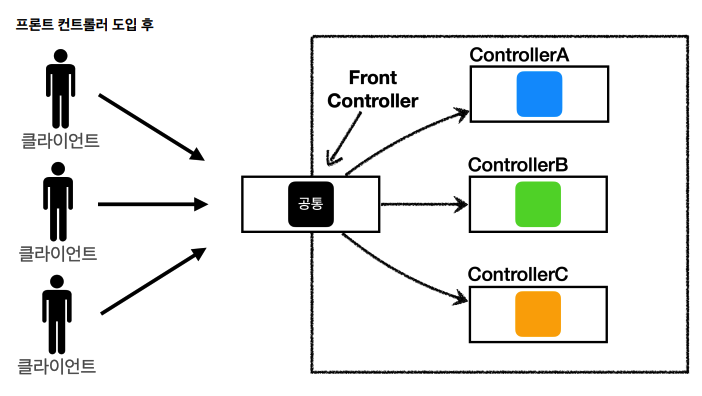 프론트 컨트롤러 도입 후
클라이언트
클라이언트
클라이언트
Front
Controller
공통
ControllerA
ControllerB
ControllerC